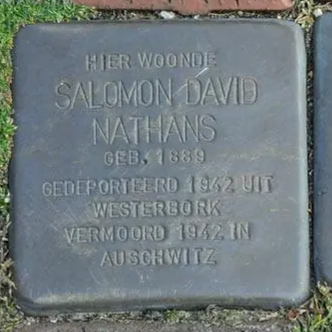 HIER WOONDE
SALOMON DAVID
NATHANS
GEB. 1889
GEDEPORTEERD 1942 UIT
WESTERBORK
VERMOORD 1942 IN
AUSCHWITZ